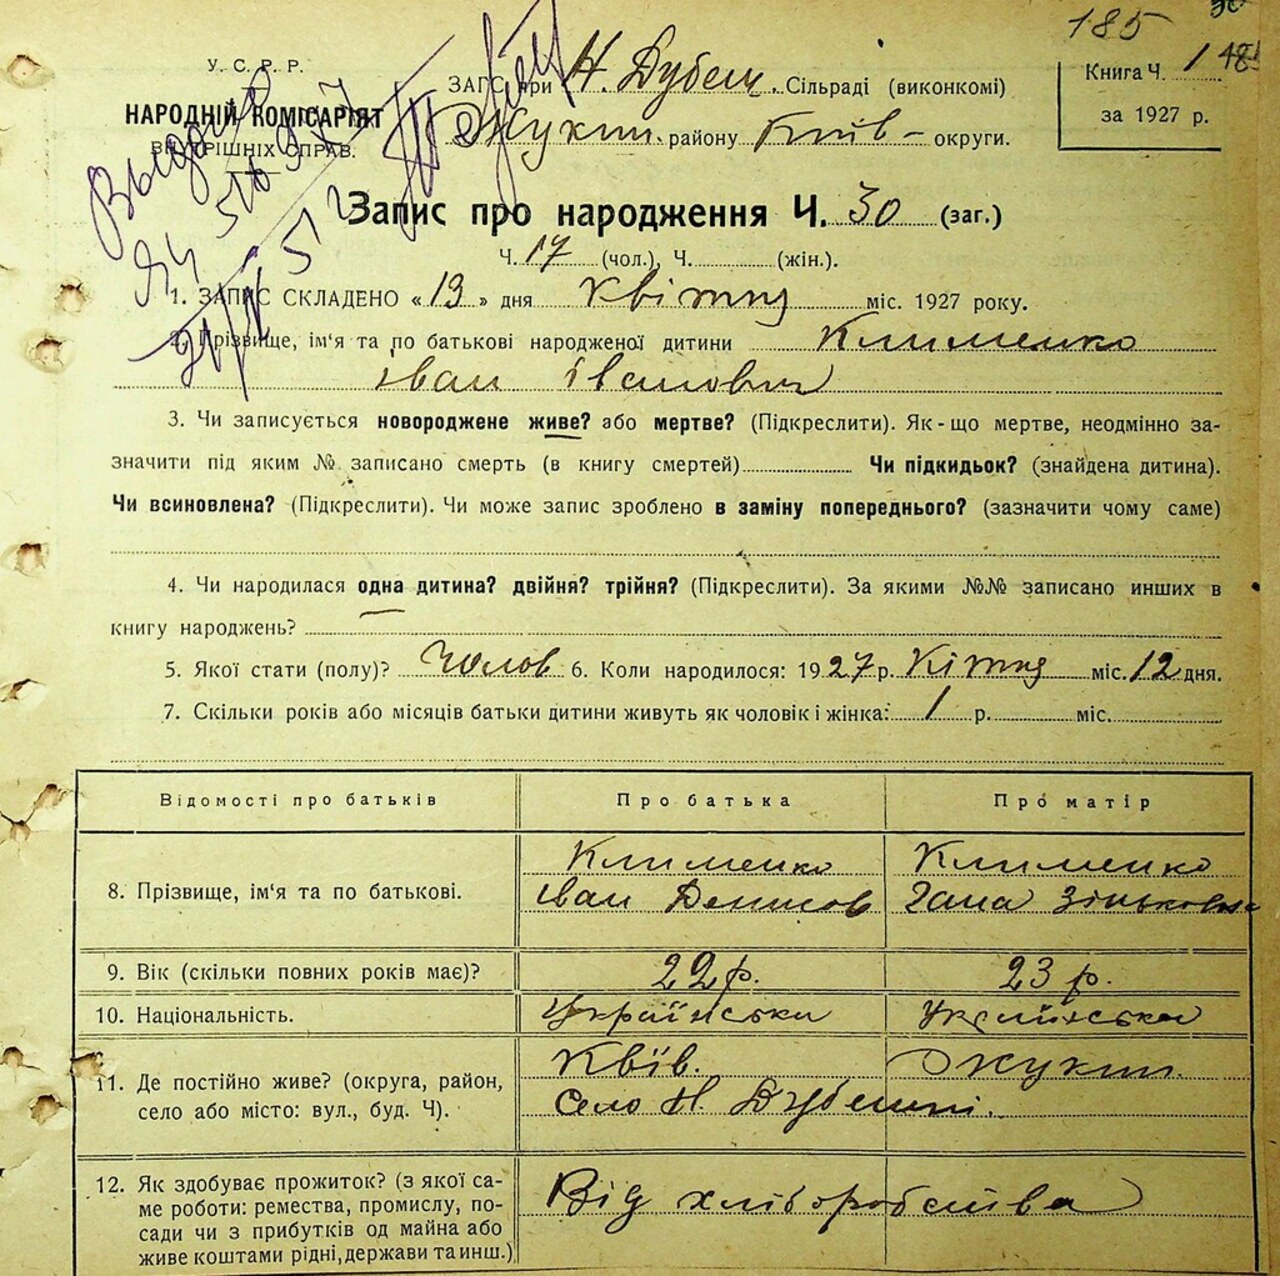 185
У. С. Р. Р.
НАРОДНІЙ КОМІСАРІЯТ
ВНУТРІШНІХ СПРАВ.
ЗАГС при Н. Дубеч. Сільраді (виконкомі)
Жукин. району Київ – округи.
Книга Ч. 1
за 1927 р.
Запис про народження Ч. 30 (заг.)
Ч. 17 (чол.), Ч. (жін.).
1. ЗАПИС СКЛАДЕНО «13» дня Квітня міс. 1927 року.
2. Прізвище, ім‘я та по батькові народженої дитини Клименко
Іван Іванович
3. Чи записується новороджене живе? або мертве? (Підкреслити). Як-що мертве, неодмінно за-
значити під яким № записано смерть (в книгу смертей) Чи підкидьок? (знайдена дитина).
Чи всиновлена? (Підкреслити). Чи може запис зроблено в заміну попереднього? (зазначити чому саме)
4. Чи народилася одна дитина? двійня? трійня? (Підкреслити). За якими №№ записано инших в
книгу народжень?
5. Якої стати (полу)? Чолов 6. Коли народилося: 1927 р. Кітня міс. 12 дня.
7. Скільки років або місяців батьки дитини живуть як чоловік і жінка: 1 р. міс.
Відомості про батьків Про батька Про матір
8. Прізвище, ім‘я та по батькові.
Клименко
Іван Денисов
Клименко
Гана Зіньковна
9. Вік (скільки повних років має)? 22 р. 23 р.
10. Національність. Українська Українська
11. Де постійно живе? (округа, район,
село або місто: вул., буд. Ч).
Квїв. Жукин.
село Н. Дубечні.
12. Як здобуває прожиток? (з якої са-
ме роботи: ремества, промислу, по-
сади чи з прибутків од майна або
живе коштами рідні, держави та инш.)
Від хліборобства